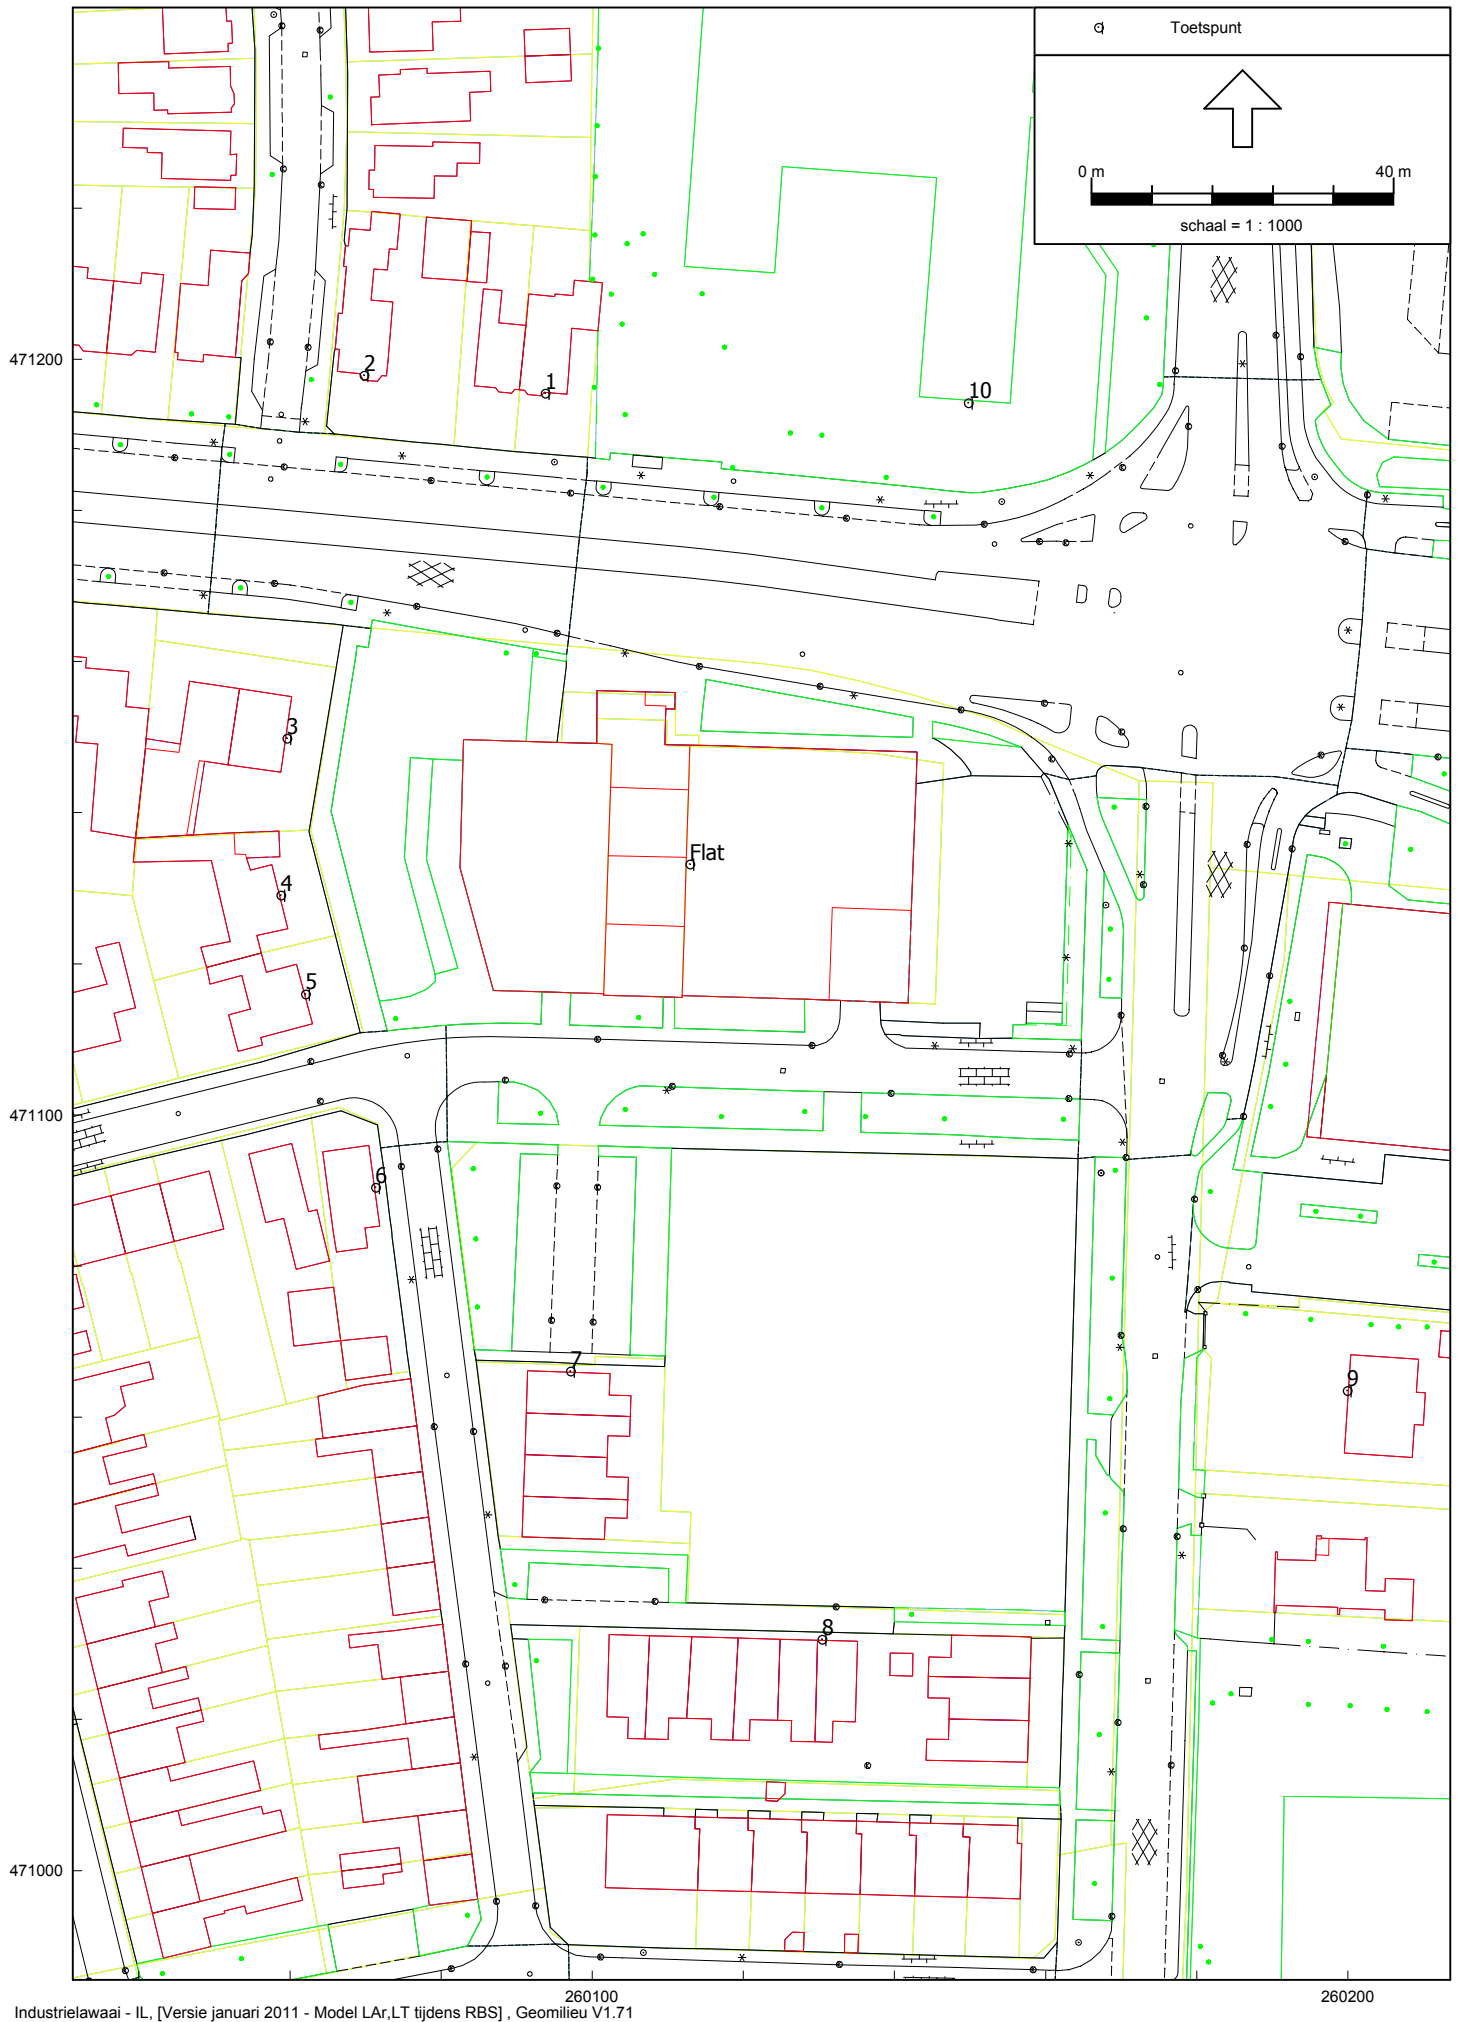 Toetspunt
0 m 40 m
schaal = 1 : 1000
471200
2
1
10
3
Flat
4
5
471100
6
7
9
8
471000
260100 260200
Industrielawaai - IL, [Versie januari 2011 - Model LAr,LT tijdens RBS] , Geomilieu V1.71